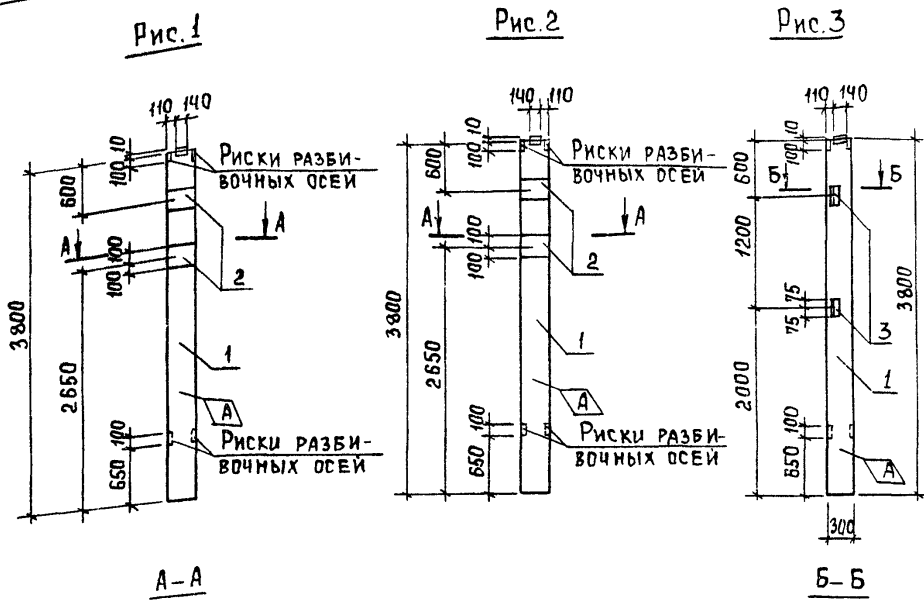 Рис. 1
110 140
10
100
Риски разби-
вочных осей
600
А А
100
100
2
3800
2650
1
А
100
650
Риски разби-
вочных осей
А-А
Рис. 2
140 110
10
100
Риски разби-
вочных осей
600
А А
100
100
2
3800
2650
1
А
100
650
Риски разби-
вочных осей
Рис. 3
110 140
10
100
600
Б Б
1200
75
75
3
3800
2000
1
100
650
А
300
Б-Б